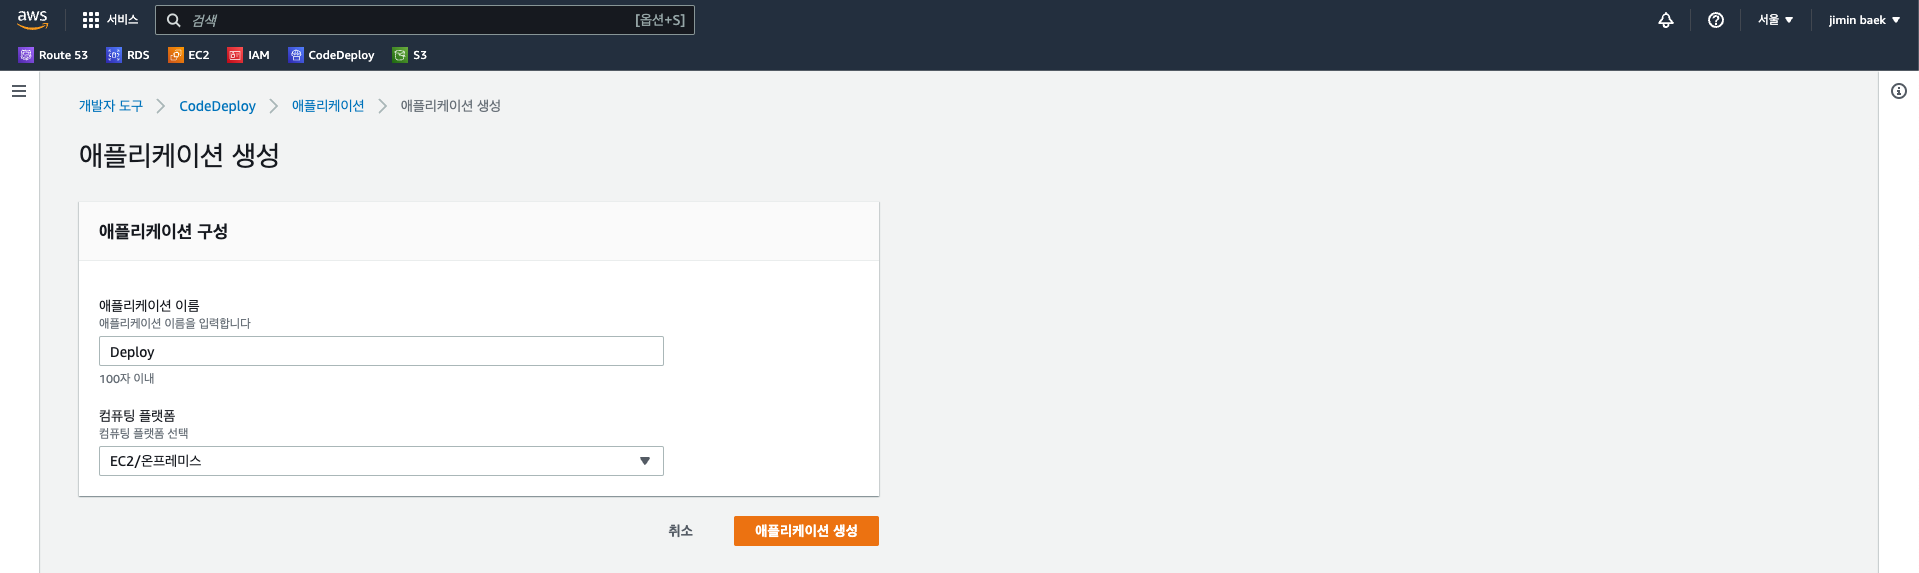 aws 서비스 검색 [옵션+S] 서울 jimin baek
Route 53 RDS EC2 IAM CodeDeploy S3
개발자 도구 CodeDeploy 애플리케이션 애플리케이션 생성
애플리케이션 생성
애플리케이션 구성
애플리케이션 이름
애플리케이션 이름을 입력합니다
Deploy
100자 이내
컴퓨팅 플랫폼
컴퓨팅 플랫폼 선택
EC2/온프레미스
취소 애플리케이션 생성